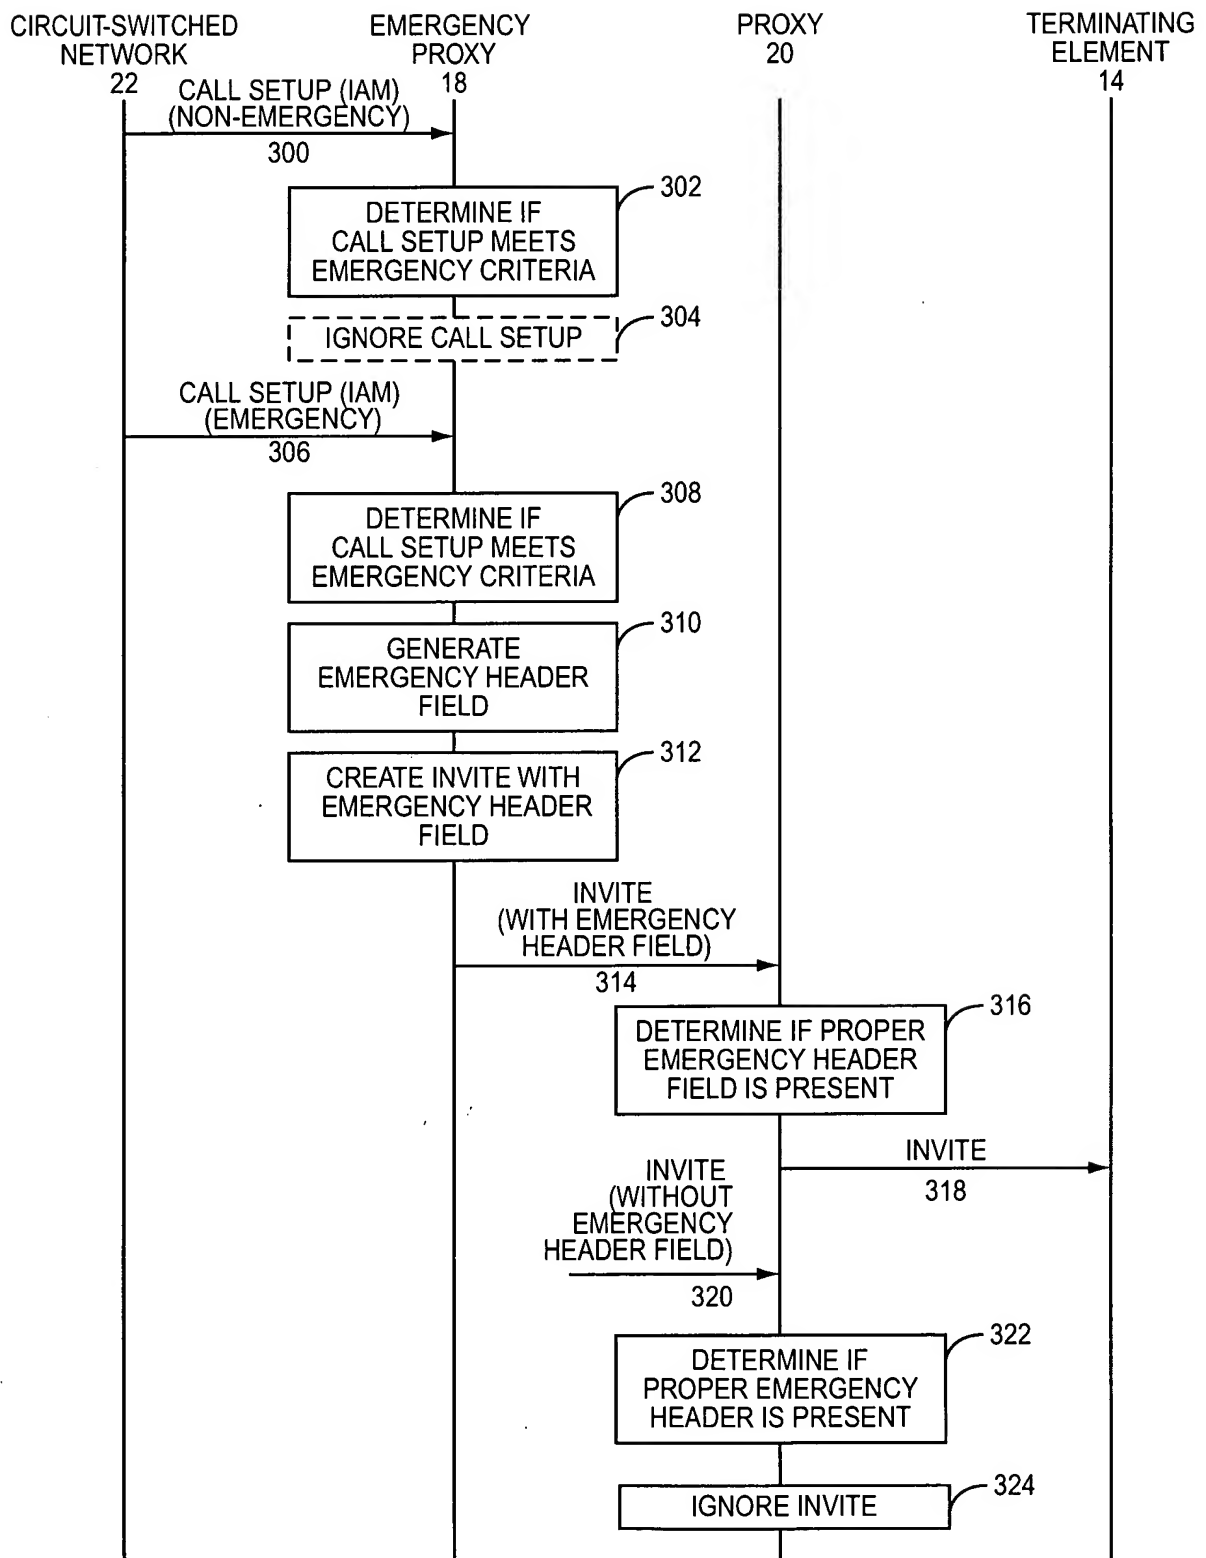 CIRCUIT-SWITCHED
NETWORK
22
EMERGENCY
PROXY
18
PROXY
20
TERMINATING
ELEMENT
14
CALL SETUP (IAM)
(NON-EMERGENCY)
300
302
DETERMINE IF
CALL SETUP MEETS
EMERGENCY CRITERIA
304
IGNORE CALL SETUP
CALL SETUP (IAM)
(EMERGENCY)
306
308
DETERMINE IF
CALL SETUP MEETS
EMERGENCY CRITERIA
310
GENERATE
EMERGENCY HEADER
FIELD
312
CREATE INVITE WITH
EMERGENCY HEADER
FIELD
INVITE
(WITH EMERGENCY
HEADER FIELD)
314
316
DETERMINE IF PROPER
EMERGENCY HEADER
FIELD IS PRESENT
INVITE
318
INVITE
(WITHOUT
EMERGENCY
HEADER FIELD)
320
322
DETERMINE IF
PROPER EMERGENCY
HEADER IS PRESENT
324
IGNORE INVITE